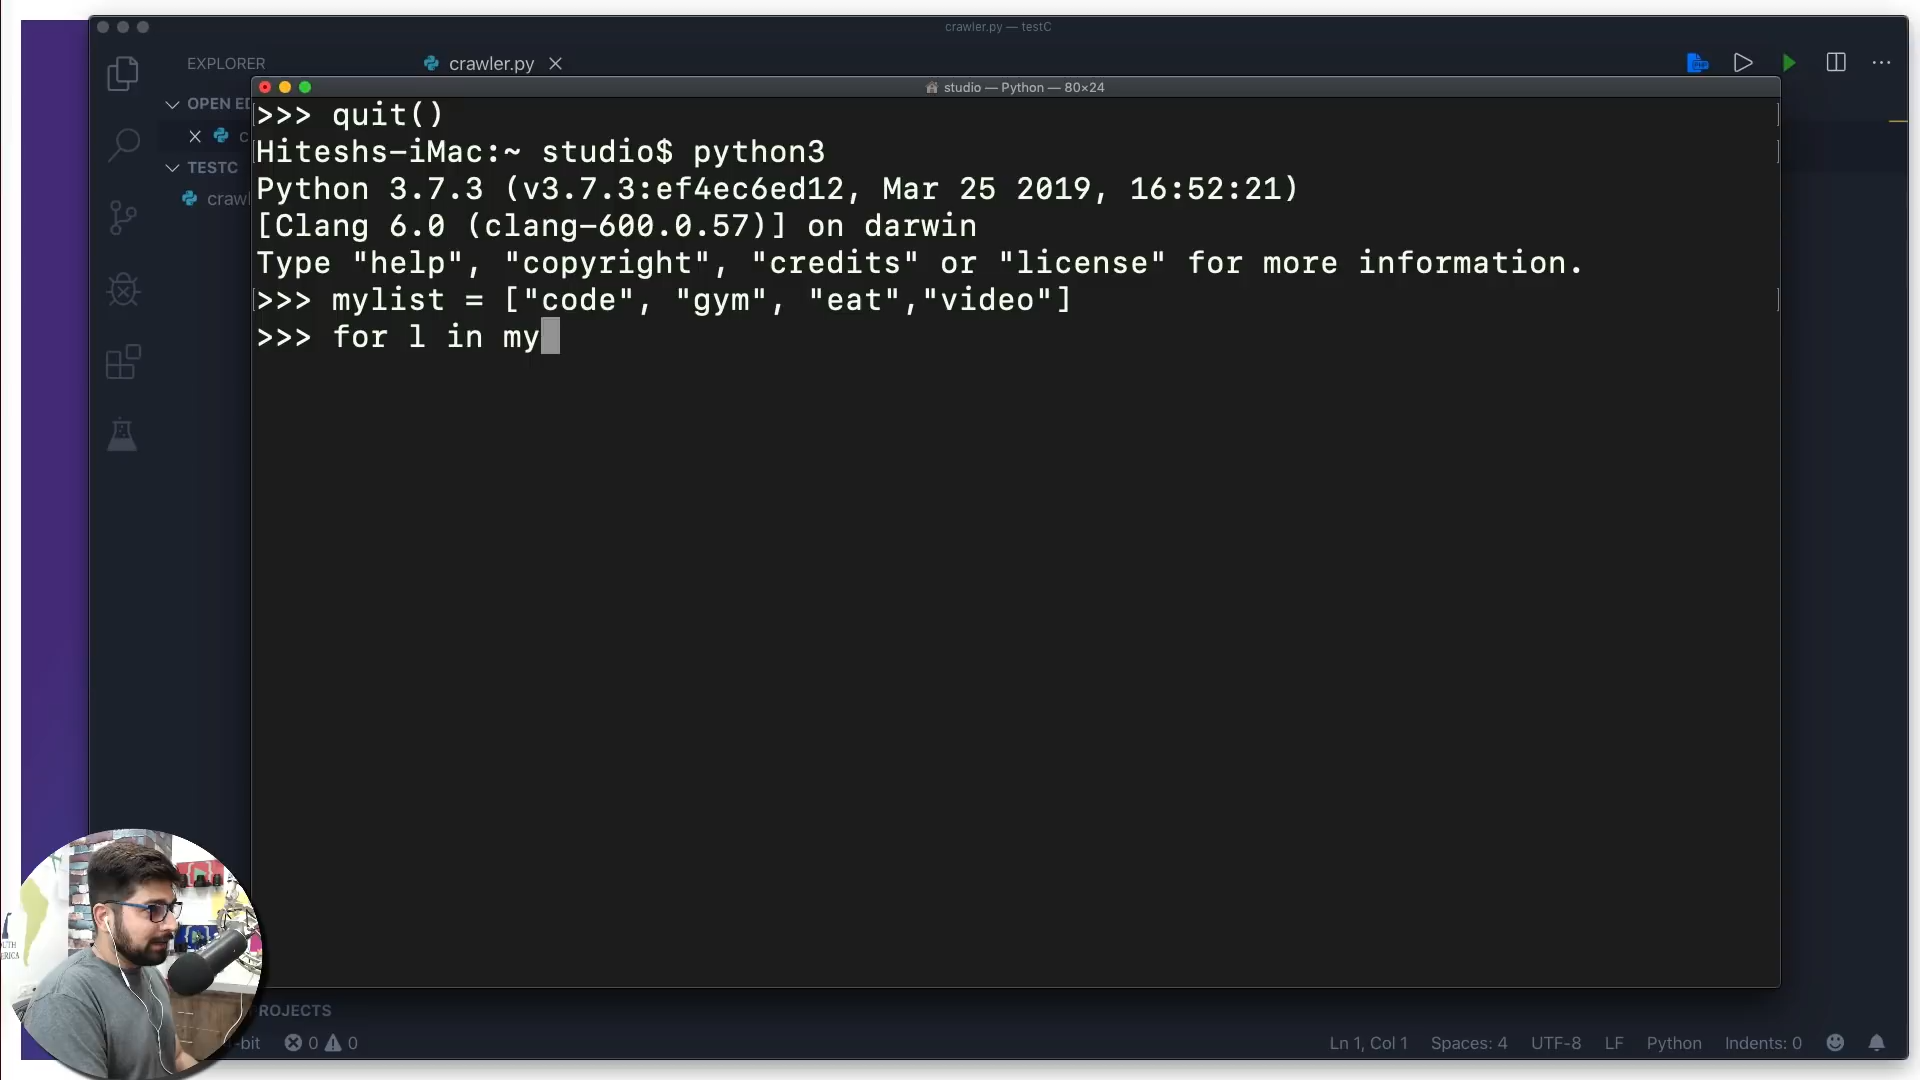 crawler.py — testC
EXPLORER
crawler.py
OPEN ED
c
TESTC
crawl
studio — Python — 80×24
>>> quit()
Hiteshs-iMac:~ studio$ python3
Python 3.7.3 (v3.7.3:ef4ec6ed12, Mar 25 2019, 16:52:21)
[Clang 6.0 (clang-600.0.57)] on darwin
Type "help", "copyright", "credits" or "license" for more information.
>>> mylist = ["code", "gym", "eat","video"]
>>> for l in my
ROJECTS
-bit 0 0
Ln 1, Col 1 Spaces: 4 UTF-8 LF Python Indents: 0